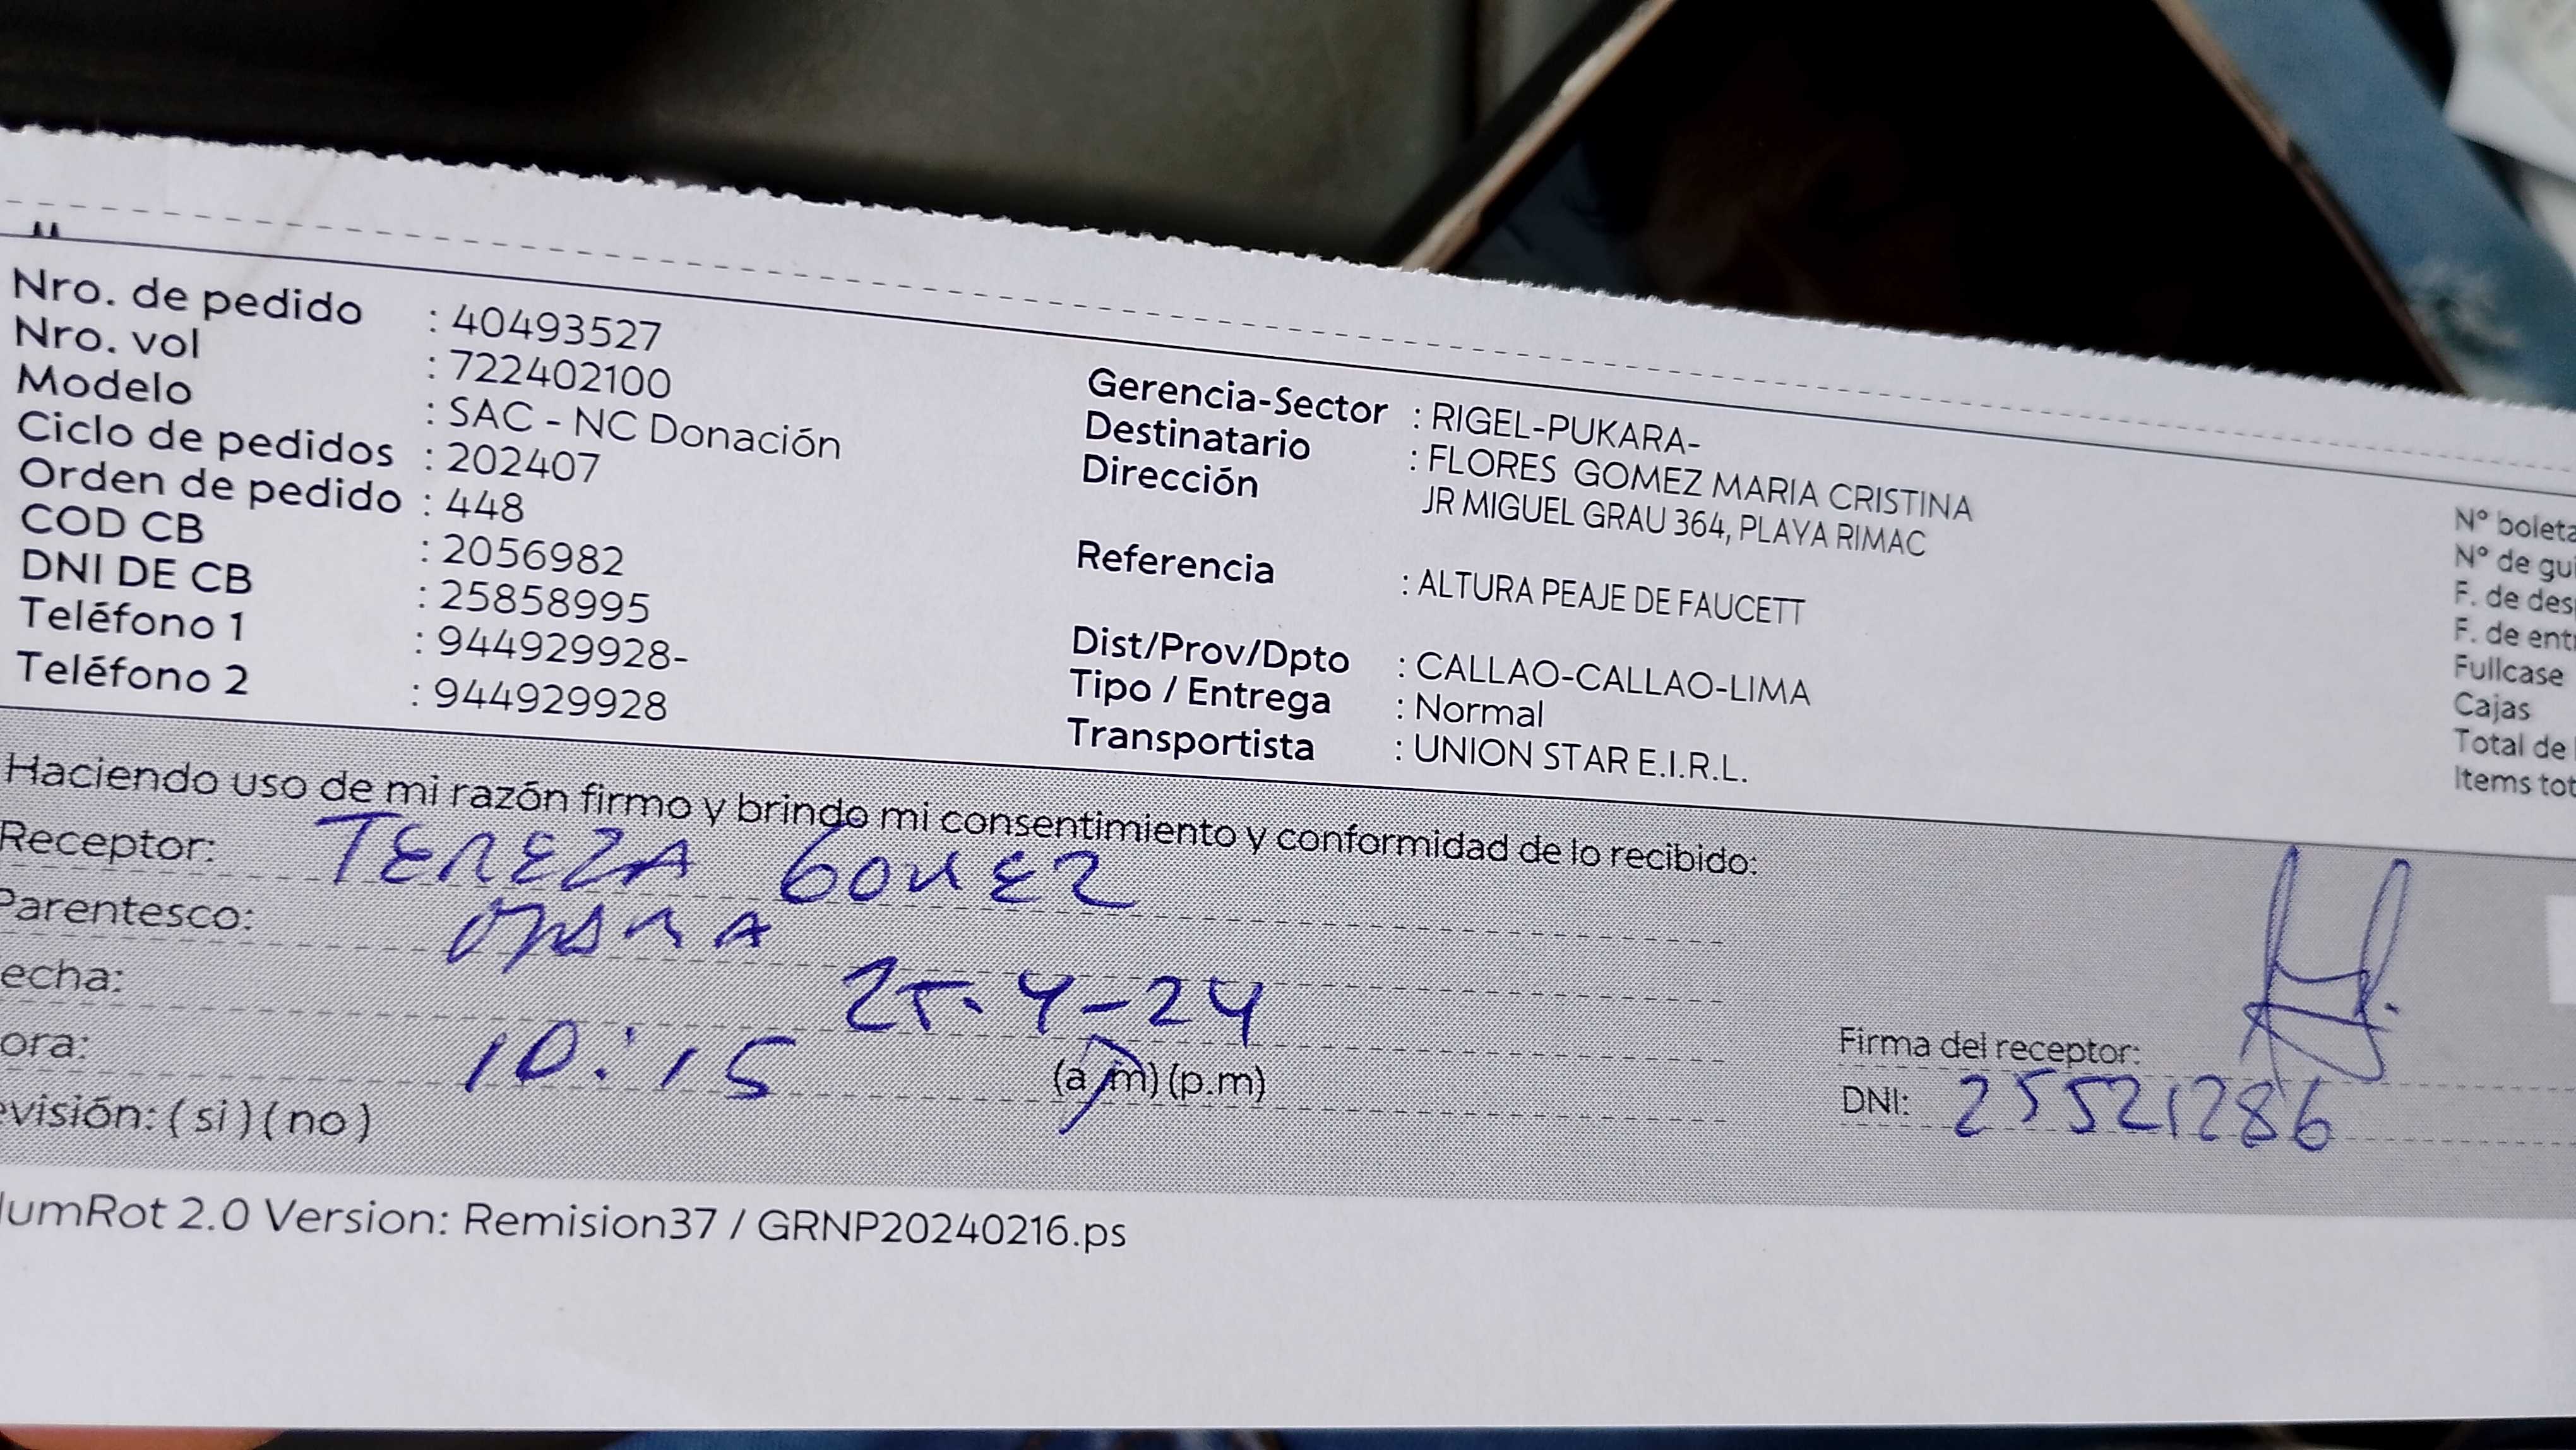 Nro. de pedido : 40493527
Nro. vol : 722402100
Modelo : SAC - NC Donación
Ciclo de pedidos : 202407
Orden de pedido : 448
COD CB : 2056982
DNI DE CB : 25858995
Teléfono 1 : 944929928-
Teléfono 2 : 944929928
Gerencia-Sector : RIGEL-PUKARA-
Destinatario : FLORES GOMEZ MARIA CRISTINA
Dirección JR MIGUEL GRAU 364, PLAYA RIMAC
Referencia : ALTURA PEAJE DE FAUCETT
Dist/Prov/Dpto : CALLAO-CALLAO-LIMA
Tipo / Entrega : Normal
Transportista : UNION STAR E.I.R.L.
N° boleta
N° de gui
F. de des
F. de ent
Fullcase
Cajas
Total de
Items tot
Haciendo uso de mi razón firmo y brindo mi consentimiento y conformidad de lo recibido:
Receptor: TEREZA GOMEZ
Parentesco:
echa: 25-4-24
ora: 10:15 (a.m) (p.m)
evisión: ( si ) ( no )
Firma del receptor:
DNI: 25521286
umRot 2.0 Version: Remision37 / GRNP20240216.ps